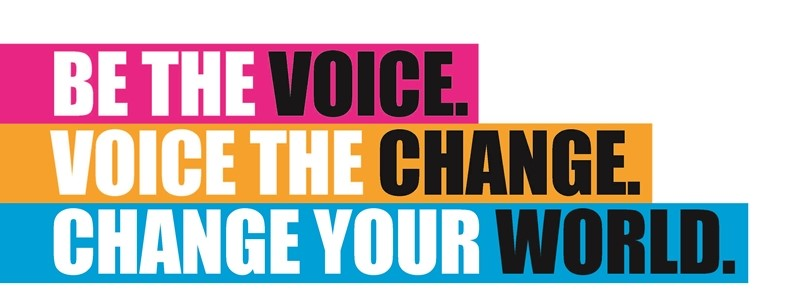 BE THE VOICE.
VOICE THE CHANGE.
CHANGE YOUR WORLD.